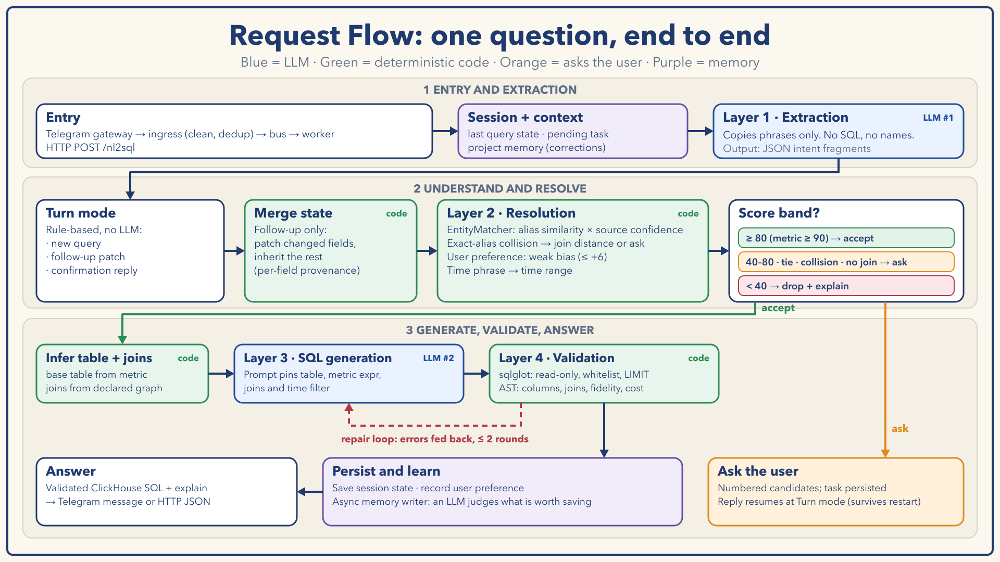 Request Flow: one question, end to end
Blue = LLM · Green = deterministic code · Orange = asks the user · Purple = memory
1 ENTRY AND EXTRACTION
Entry
Telegram gateway → ingress (clean, dedup) → bus → worker
HTTP POST /nl2sql
Session + context
last query state · pending task
project memory (corrections)
Layer 1 · Extraction
LLM #1
Copies phrases only. No SQL, no names.
Output: JSON intent fragments
2 UNDERSTAND AND RESOLVE
Turn mode
Rule-based, no LLM:
· new query
· follow-up patch
· confirmation reply
Merge state
code
Follow-up only:
patch changed fields,
inherit the rest
(per-field provenance)
Layer 2 · Resolution
code
EntityMatcher: alias similarity × source confidence
Exact-alias collision → join distance or ask
User preference: weak bias (≤ +6)
Time phrase → time range
Score band?
≥ 80 (metric ≥ 90) → accept
40–80 · tie · collision · no join → ask
< 40 → drop + explain
accept
3 GENERATE, VALIDATE, ANSWER
Infer table + joins
code
base table from metric
joins from declared graph
Layer 3 · SQL generation
LLM #2
Prompt pins table, metric expr,
joins and time filter
Layer 4 · Validation
code
sqlglot: read-only, whitelist, LIMIT
AST: columns, joins, fidelity, cost
repair loop: errors fed back, ≤ 2 rounds
ask
Answer
Validated ClickHouse SQL + explain
→ Telegram message or HTTP JSON
Persist and learn
Save session state · record user preference
Async memory writer: an LLM judges what is worth saving
Ask the user
Numbered candidates; task persisted
Reply resumes at Turn mode (survives restart)